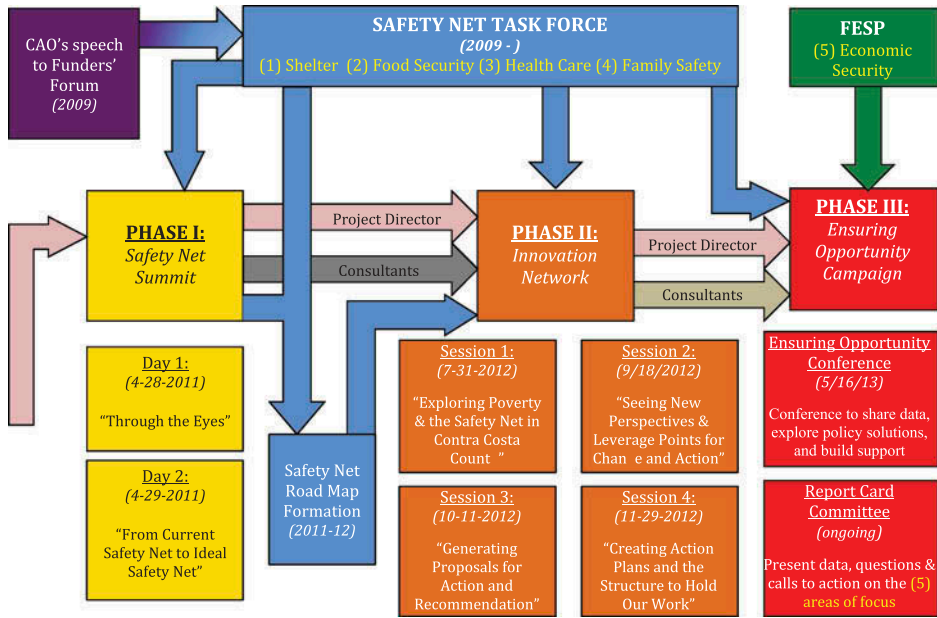 CAO's speech
to Funders'
Forum
(2009)
SAFETY NET TASK FORCE
(2009 - )
(1) Shelter (2) Food Security (3) Health Care (4) Family Safety
FESP
(5) Economic
Security
PHASE I:
Safety Net
Summit
Project Director
Consultants
PHASE II:
Innovation
Network
Project Director
Consultants
PHASE III:
Ensuring
Opportunity
Campaign
Day 1:
(4-28-2011)
"Through the Eyes"
Day 2:
(4-29-2011)
"From Current
Safety Net to Ideal
Safety Net"
Safety Net
Road Map
Formation
(2011-12)
Session 1:
(7-31-2012)
"Exploring Poverty
& the Safety Net in
Contra Costa
Count "
Session 2:
(9/18/2012)
"Seeing New
Perspectives &
Leverage Points for
Chan e and Action"
Session 3:
(10-11-2012)
"Generating
Proposals for
Action and
Recommendation"
Session 4:
(11-29-2012)
"Creating Action
Plans and the
Structure to Hold
Our Work"
Ensuring Opportunity
Conference
(5/16/13)
Conference to share data,
explore policy solutions,
and build support
Report Card
Committee
(ongoing)
Present data, questions &
calls to action on the (5)
areas of focus